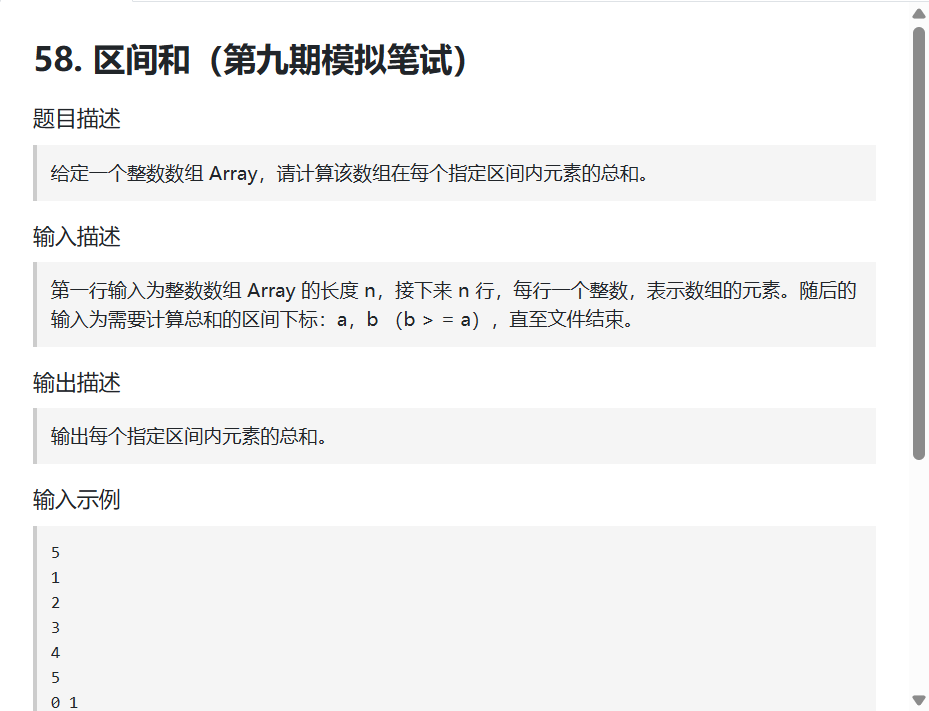 58. 区间和（第九期模拟笔试）
题目描述
给定一个整数数组 Array，请计算该数组在每个指定区间内元素的总和。
输入描述
第一行输入为整数数组 Array 的长度 n，接下来 n 行，每行一个整数，表示数组的元素。随后的
输入为需要计算总和的区间下标：a，b （b > = a），直至文件结束。
输出描述
输出每个指定区间内元素的总和。
输入示例
5
1
2
3
4
5
0 1